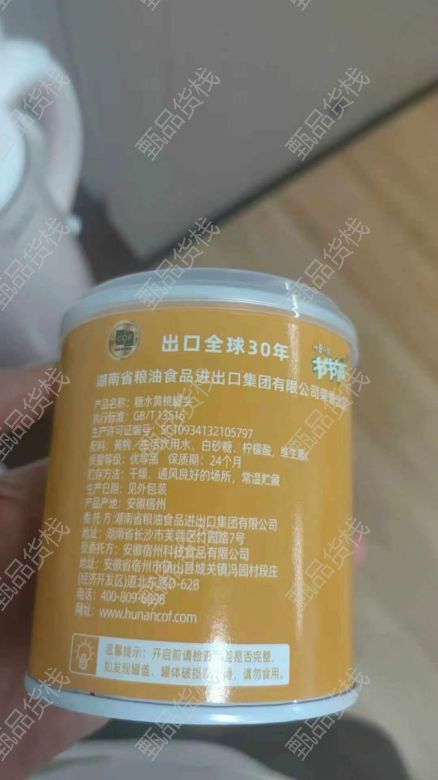 出口全球30年
COF
节节
湖南省粮油食品进出口集团有限公司荣誉
产品名称：糖水黄桃罐头
执行标准：GB/T13516
生产许可证编号：SC10934132105797
配料：黄桃、生活饮用水、白砂糖、柠檬酸、维生素C
质量等级：优等品 保质期：24个月
贮存方法：干燥、通风良好的场所，常温贮藏
生产日期：见外包装
产品产地：安徽宿州
委托方：湖南省粮油食品进出口集团有限公司
地址：湖南省长沙市芙蓉区竹园路7号
受委托方：安徽宿州科技食品有限公司
地址：安徽省宿州市砀山县城关镇冯园村段庄
(经济开发区)道北东路D-628
电话：400-809-6098
网址：www.hunancof.com
温馨提示：开启前请检查 是否完整，
如发现罐盖、罐体破损 ，请勿食用。
甄品货栈